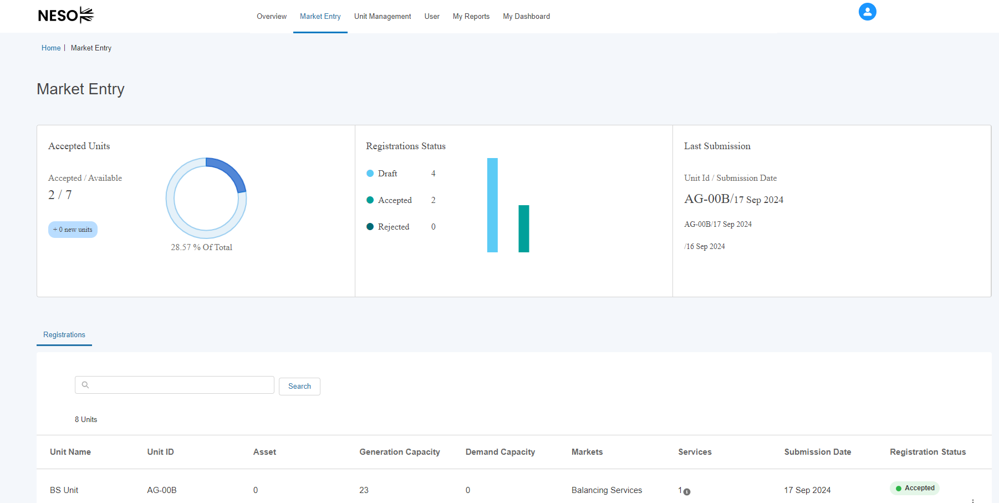 NESO
Overview Market Entry Unit Management User My Reports My Dashboard
Home | Market Entry
Market Entry
Accepted Units
Accepted / Available
2 / 7
+ 0 new units
28.57 % Of Total
Registrations Status
Draft 4
Accepted 2
Rejected 0
Last Submission
Unit Id / Submission Date
AG-00B/17 Sep 2024
AG-00B/17 Sep 2024
/16 Sep 2024
Registrations
Search
8 Units
Unit Name Unit ID Asset Generation Capacity Demand Capacity Markets Services Submission Date Registration Status
BS Unit AG-00B 0 23 0 Balancing Services 1 17 Sep 2024 Accepted